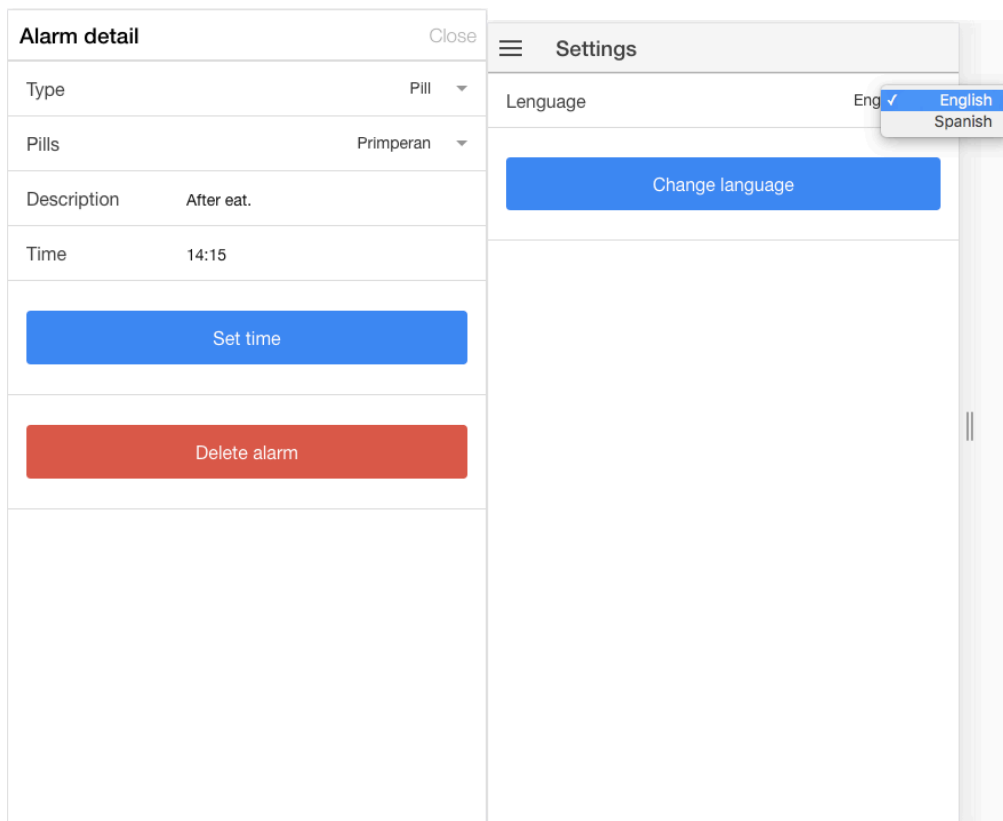 Alarm detail Close
Type Pill
Pills Primperan
Description After eat.
Time 14:15
Set time
Delete alarm
Settings
Lenguage Eng
✓ English
Spanish
Change language